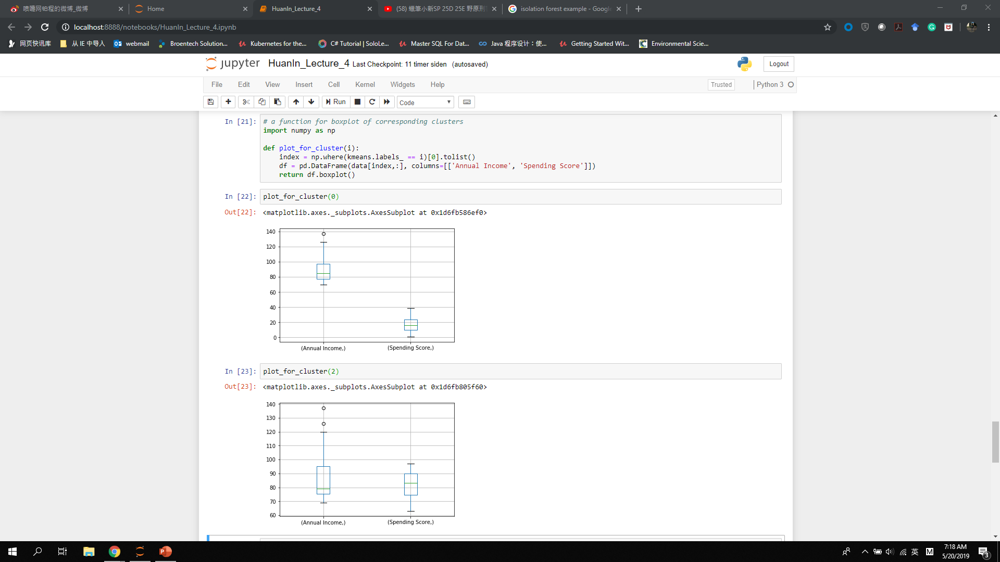 喷嚏网铂程的微博_微博
Home
HuanIn_Lecture_4
(58) 蠟筆小新SP 25D 25E 野原刑
isolation forest example - Google
localhost:8888/notebooks/HuanIn_Lecture_4.ipynb
网页快讯库
从 IE 中导入
webmail
Broentech Solution...
Kubernetes for the...
C# Tutorial | SoloLe...
Master SQL For Dat...
Java 程序设计：使...
Getting Started Wit...
Environmental Scie...
jupyter HuanIn_Lecture_4 Last Checkpoint: 11 timer siden (autosaved)
Logout
File Edit View Insert Cell Kernel Widgets Help
Trusted
Python 3
Run
Code
In [21]: # a function for boxplot of corresponding clusters
import numpy as np
def plot_for_cluster(i):
index = np.where(kmeans.labels_ == i)[0].tolist()
df = pd.DataFrame(data[index,:], columns=[['Annual Income', 'Spending Score']])
return df.boxplot()
In [22]: plot_for_cluster(0)
Out[22]: <matplotlib.axes._subplots.AxesSubplot at 0x1d6fb586ef0>
140
120
100
80
60
40
20
0
(Annual Income,) (Spending Score,)
In [23]: plot_for_cluster(2)
Out[23]: <matplotlib.axes._subplots.AxesSubplot at 0x1d6fb805f60>
140
130
120
110
100
90
80
70
60
(Annual Income,) (Spending Score,)
英
M
7:18 AM
5/20/2019
3